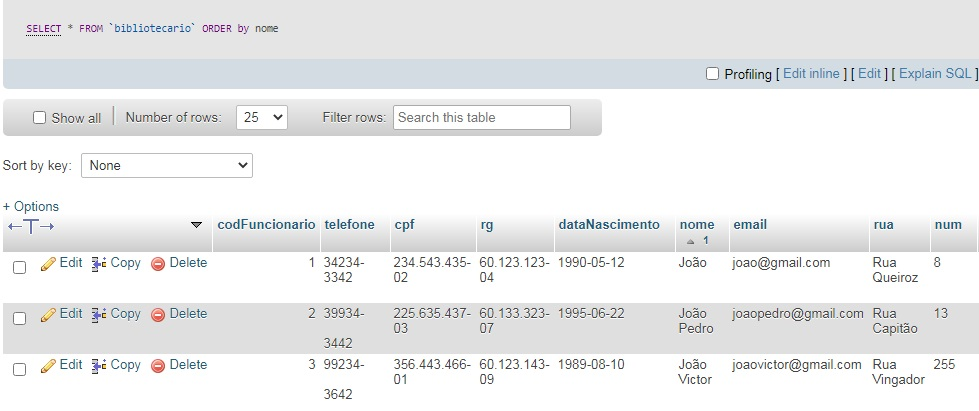 SELECT * FROM `bibliotecario` ORDER by nome
Profiling [ Edit inline ] [ Edit ] [ Explain SQL ]
Show all Number of rows: 25 Filter rows: Search this table
Sort by key: None
+ Options
←T→ codFuncionario telefone cpf rg dataNascimento nome email rua num
1
Edit Copy Delete 1 34234- 234.543.435- 60.123.123- 1990-05-12 João joao@gmail.com Rua 8
3342 02 04 Queiroz
Edit Copy Delete 2 39934- 225.635.437- 60.133.323- 1995-06-22 João joaopedro@gmail.com Rua 13
03 07 Pedro Capitão
3442
Edit Copy Delete 3 99234- 356.443.466- 60.123.143- 1989-08-10 João joaovictor@gmail.com Rua 255
01 09 Victor Vingador
3642